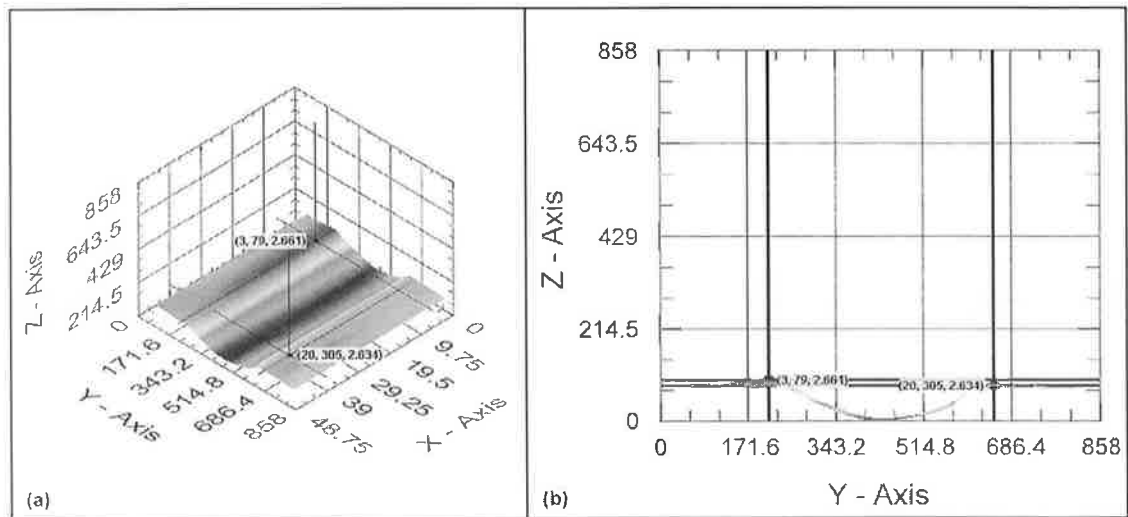 858
643.5
429
214.5
Z - Axis
0
171.6
343.2
514.8
686.4
858
Y - Axis
0
9.75
19.5
29.25
39
48.75
X - Axis
(3, 79, 2.661)
(20, 305, 2.634)
(a)
858
643.5
429
214.5
0
Z - Axis
(3, 79, 2.661)
(20, 305, 2.634)
0
171.6
343.2
514.8
686.4
858
Y - Axis
(b)